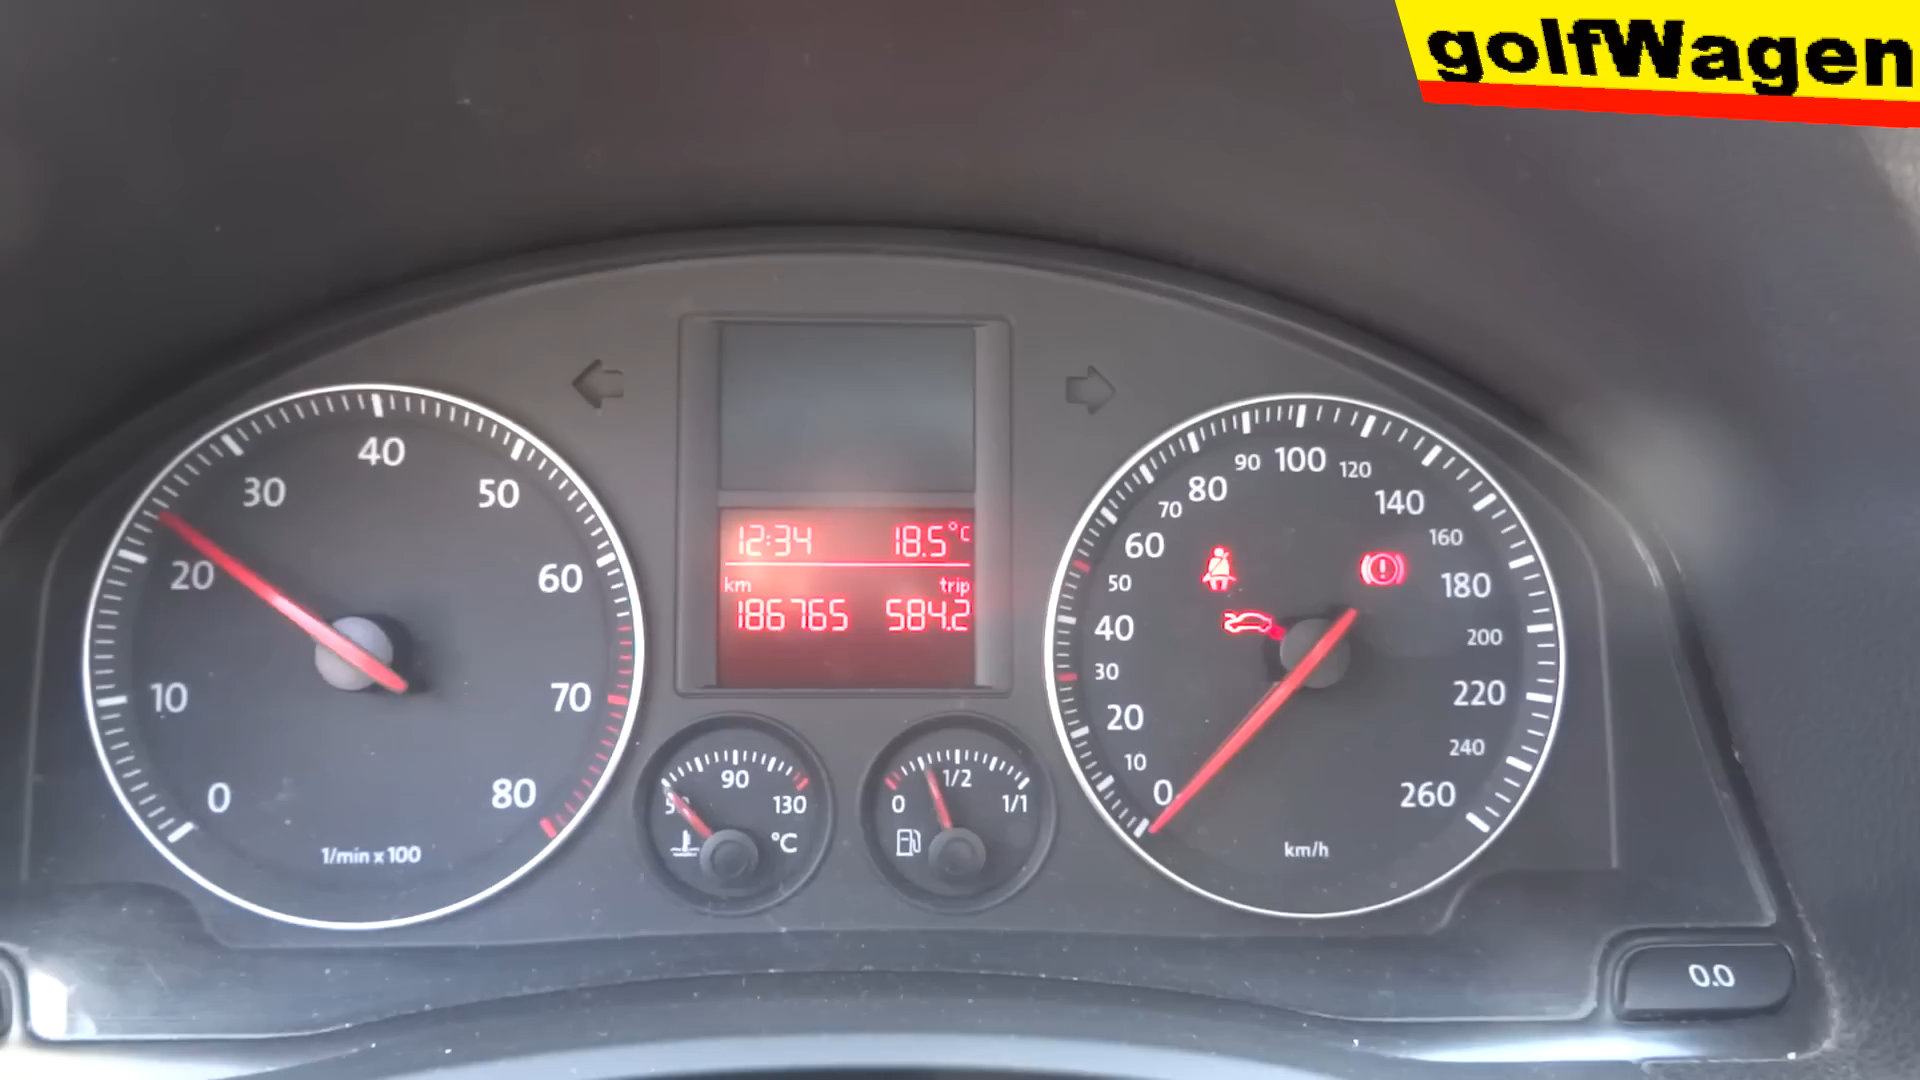 golfWagen
12:34 18.5°C
km trip
186765 584.2
0 10 20 30 40 50 60 70 80
1/min x 100
90 130
°C
0 1/2 1/1
0 10 20 30 40 50 60 70 80 90 100 120 140 160 180 200 220 240 260
km/h
0.0